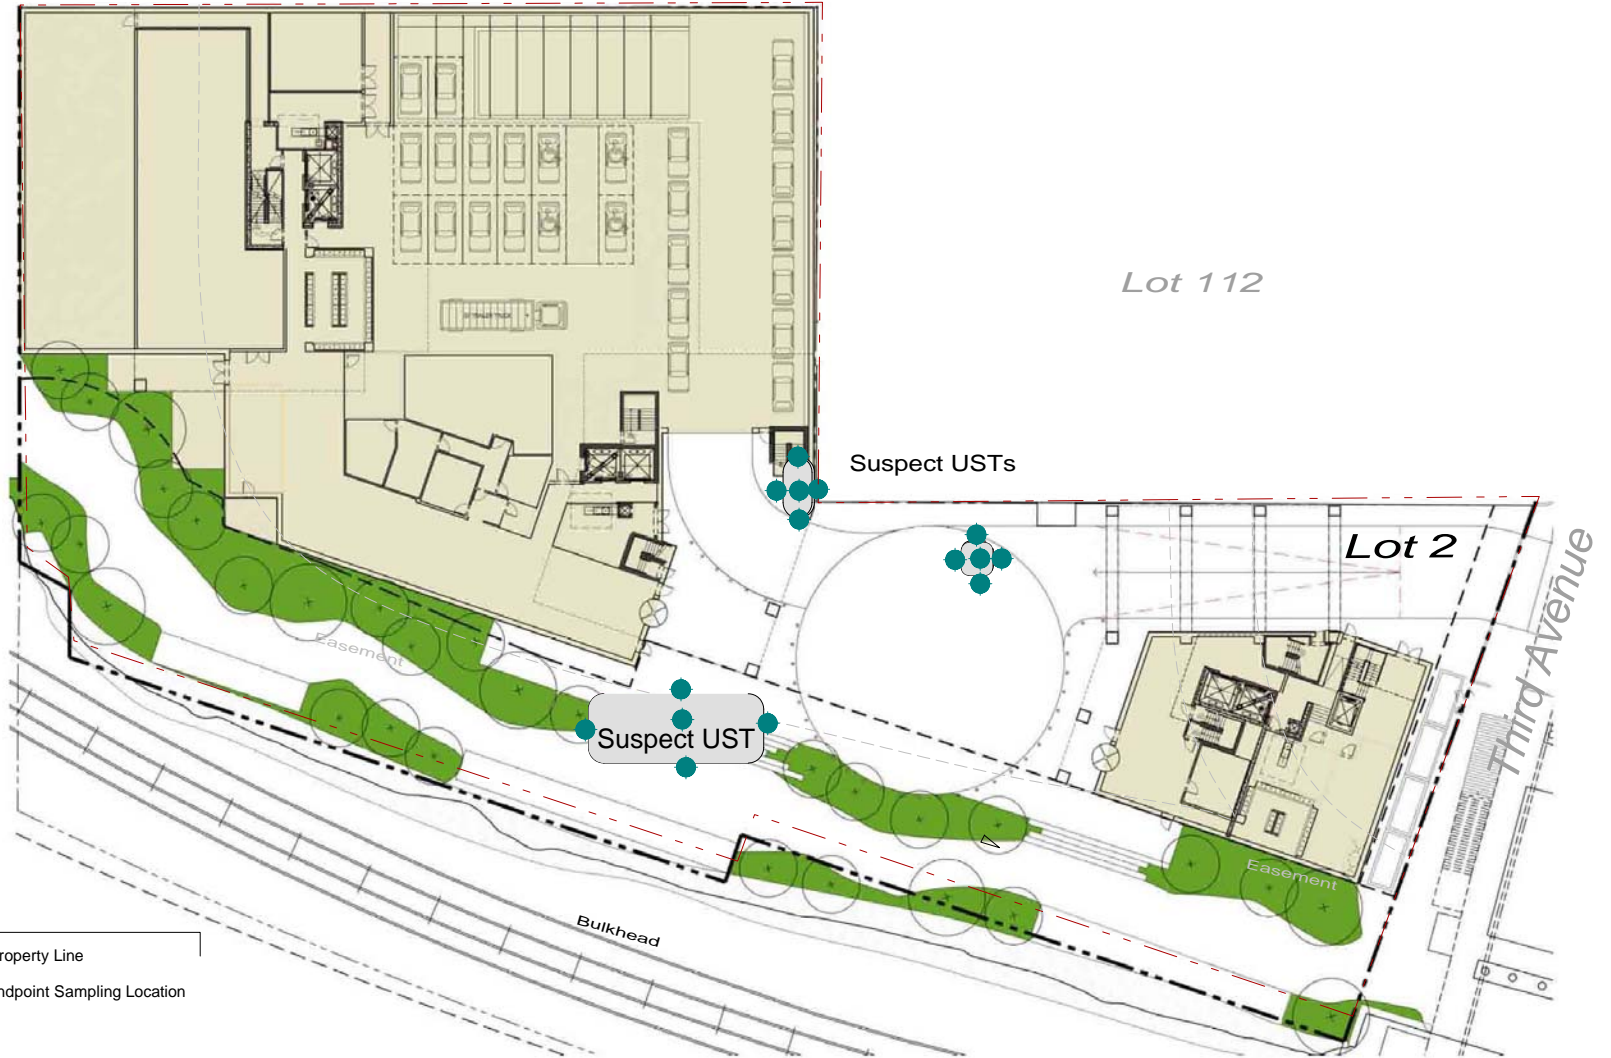 Lot 112
Suspect USTs
Lot 2
Third Avenue
Easement
Suspect UST
Easement
Bulkhead
roperty Line
ndpoint Sampling Location